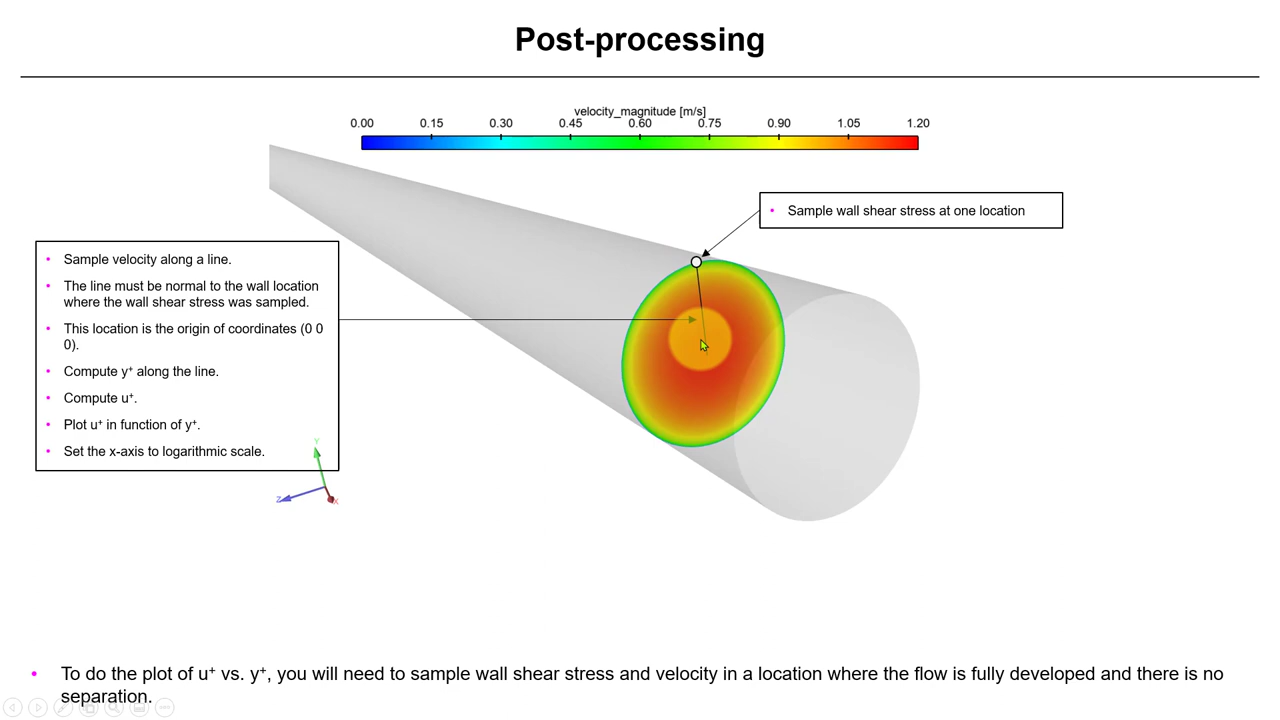 Post-processing
velocity_magnitude [m/s]
0.00 0.15 0.30 0.45 0.60 0.75 0.90 1.05 1.20
• Sample wall shear stress at one location
• Sample velocity along a line.
• The line must be normal to the wall location
where the wall shear stress was sampled.
• This location is the origin of coordinates (0 0
0).
• Compute y⁺ along the line.
• Compute u⁺.
• Plot u⁺ in function of y⁺.
• Set the x-axis to logarithmic scale.
Y
Z
X
• To do the plot of u⁺ vs. y⁺, you will need to sample wall shear stress and velocity in a location where the flow is fully developed and there is no
separation.